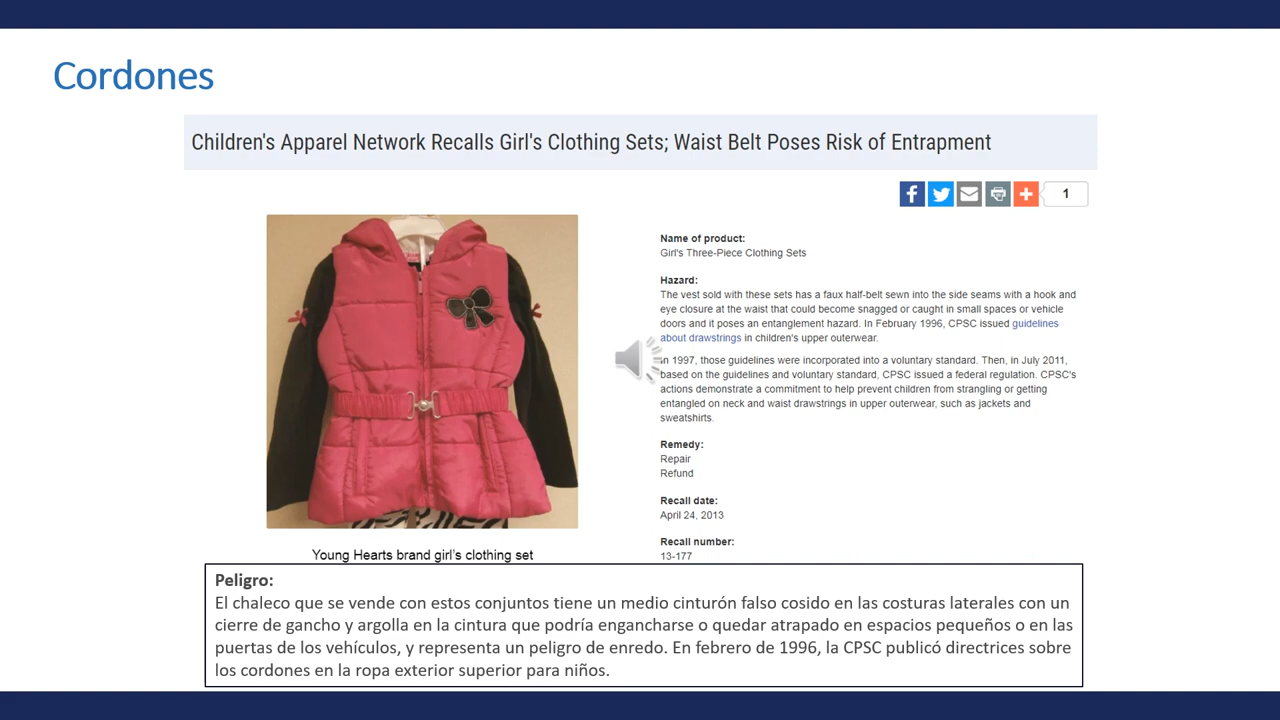 Cordones
Children's Apparel Network Recalls Girl's Clothing Sets; Waist Belt Poses Risk of Entrapment
1
Name of product:
Girl's Three-Piece Clothing Sets
Hazard:
The vest sold with these sets has a faux half-belt sewn into the side seams with a hook and
eye closure at the waist that could become snagged or caught in small spaces or vehicle
doors and it poses an entanglement hazard. In February 1996, CPSC issued guidelines
about drawstrings in children's upper outerwear.
In 1997, those guidelines were incorporated into a voluntary standard. Then, in July 2011,
based on the guidelines and voluntary standard, CPSC issued a federal regulation. CPSC's
actions demonstrate a commitment to help prevent children from strangling or getting
entangled on neck and waist drawstrings in upper outerwear, such as jackets and
sweatshirts.
Remedy:
Repair
Refund
Recall date:
April 24, 2013
Recall number:
13-177
Young Hearts brand girl's clothing set
Peligro:
El chaleco que se vende con estos conjuntos tiene un medio cinturón falso cosido en las costuras laterales con un
cierre de gancho y argolla en la cintura que podría engancharse o quedar atrapado en espacios pequeños o en las
puertas de los vehículos, y representa un peligro de enredo. En febrero de 1996, la CPSC publicó directrices sobre
los cordones en la ropa exterior superior para niños.